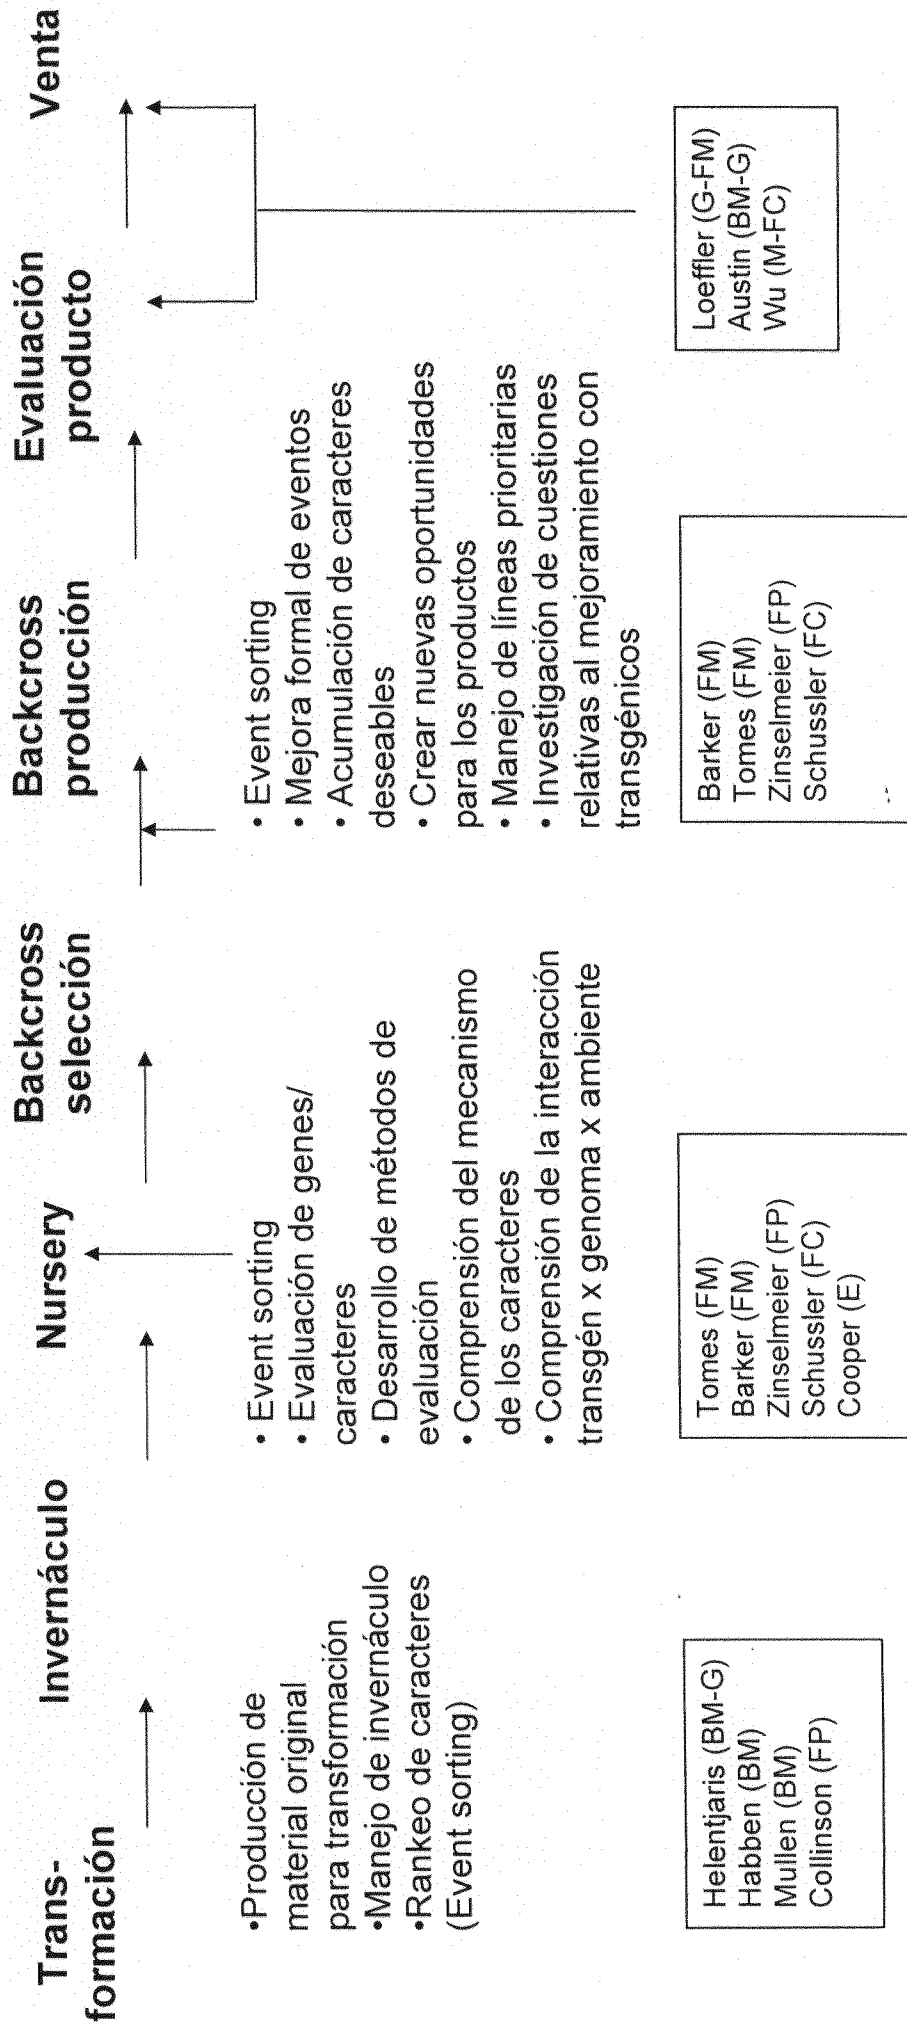 Trans-
formación
Invernáculo
Nursery
Backcross
selección
Backcross
producción
Evaluación
producto
Venta
•Producción de
material original
para transformación
•Manejo de invernáculo
•Rankeo de caracteres
(Event sorting)
• Event sorting
• Evaluación de genes/
caracteres
• Desarrollo de métodos de
evaluación
• Comprensión del mecanismo
de los caracteres
• Comprensión de la interacción
transgén x genoma x ambiente
• Event sorting
• Mejora formal de eventos
• Acumulación de caracteres
deseables
• Crear nuevas oportunidades
para los productos
• Manejo de líneas prioritarias
• Investigación de cuestiones
relativas al mejoramiento con
transgénicos
Helentjaris (BM-G)
Habben (BM)
Mullen (BM)
Collinson (FP)
Tomes (FM)
Barker (FM)
Zinselmeier (FP)
Schussler (FC)
Cooper (E)
Barker (FM)
Tomes (FM)
Zinselmeier (FP)
Schussler (FC)
Loeffler (G-FM)
Austin (BM-G)
Wu (M-FC)